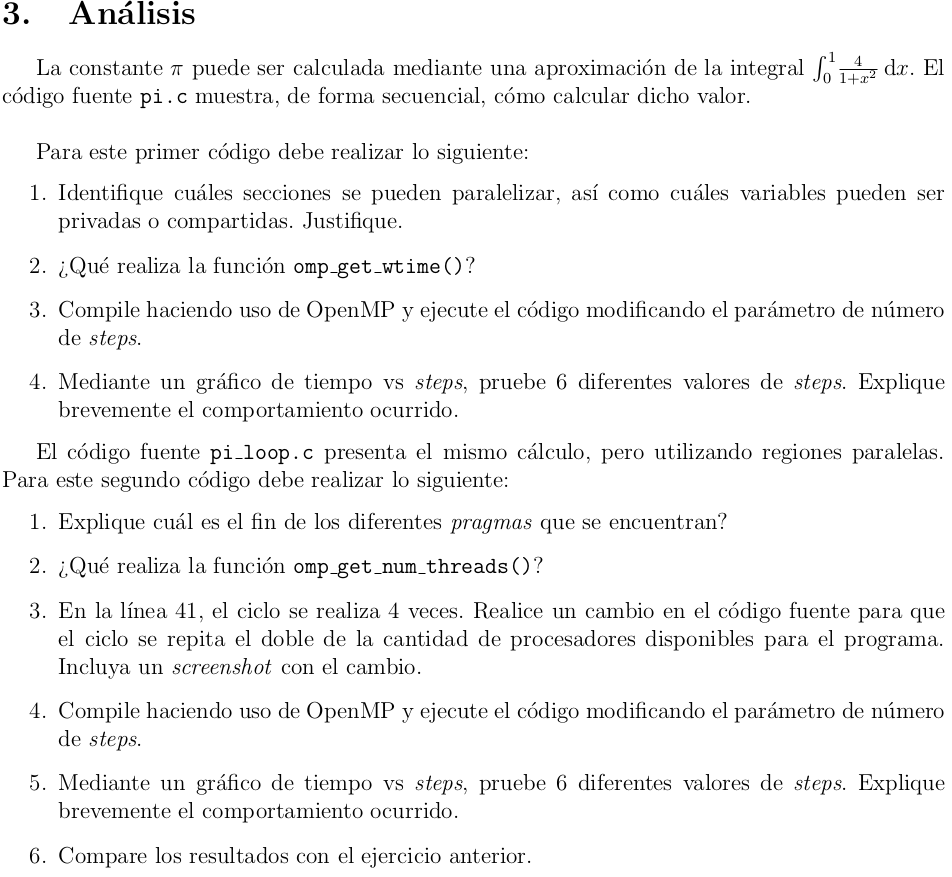 3. Análisis
La constante π puede ser calculada mediante una aproximación de la integral ∫₀¹ 4/(1+x²) dx. El
código fuente pi.c muestra, de forma secuencial, cómo calcular dicho valor.
Para este primer código debe realizar lo siguiente:
1. Identifique cuáles secciones se pueden paralelizar, así como cuáles variables pueden ser
privadas o compartidas. Justifique.
2. ¿Qué realiza la función omp_get_wtime()?
3. Compile haciendo uso de OpenMP y ejecute el código modificando el parámetro de número
de steps.
4. Mediante un gráfico de tiempo vs steps, pruebe 6 diferentes valores de steps. Explique
brevemente el comportamiento ocurrido.
El código fuente pi_loop.c presenta el mismo cálculo, pero utilizando regiones paralelas.
Para este segundo código debe realizar lo siguiente:
1. Explique cuál es el fin de los diferentes pragmas que se encuentran?
2. ¿Qué realiza la función omp_get_num_threads()?
3. En la línea 41, el ciclo se realiza 4 veces. Realice un cambio en el código fuente para que
el ciclo se repita el doble de la cantidad de procesadores disponibles para el programa.
Incluya un screenshot con el cambio.
4. Compile haciendo uso de OpenMP y ejecute el código modificando el parámetro de número
de steps.
5. Mediante un gráfico de tiempo vs steps, pruebe 6 diferentes valores de steps. Explique
brevemente el comportamiento ocurrido.
6. Compare los resultados con el ejercicio anterior.